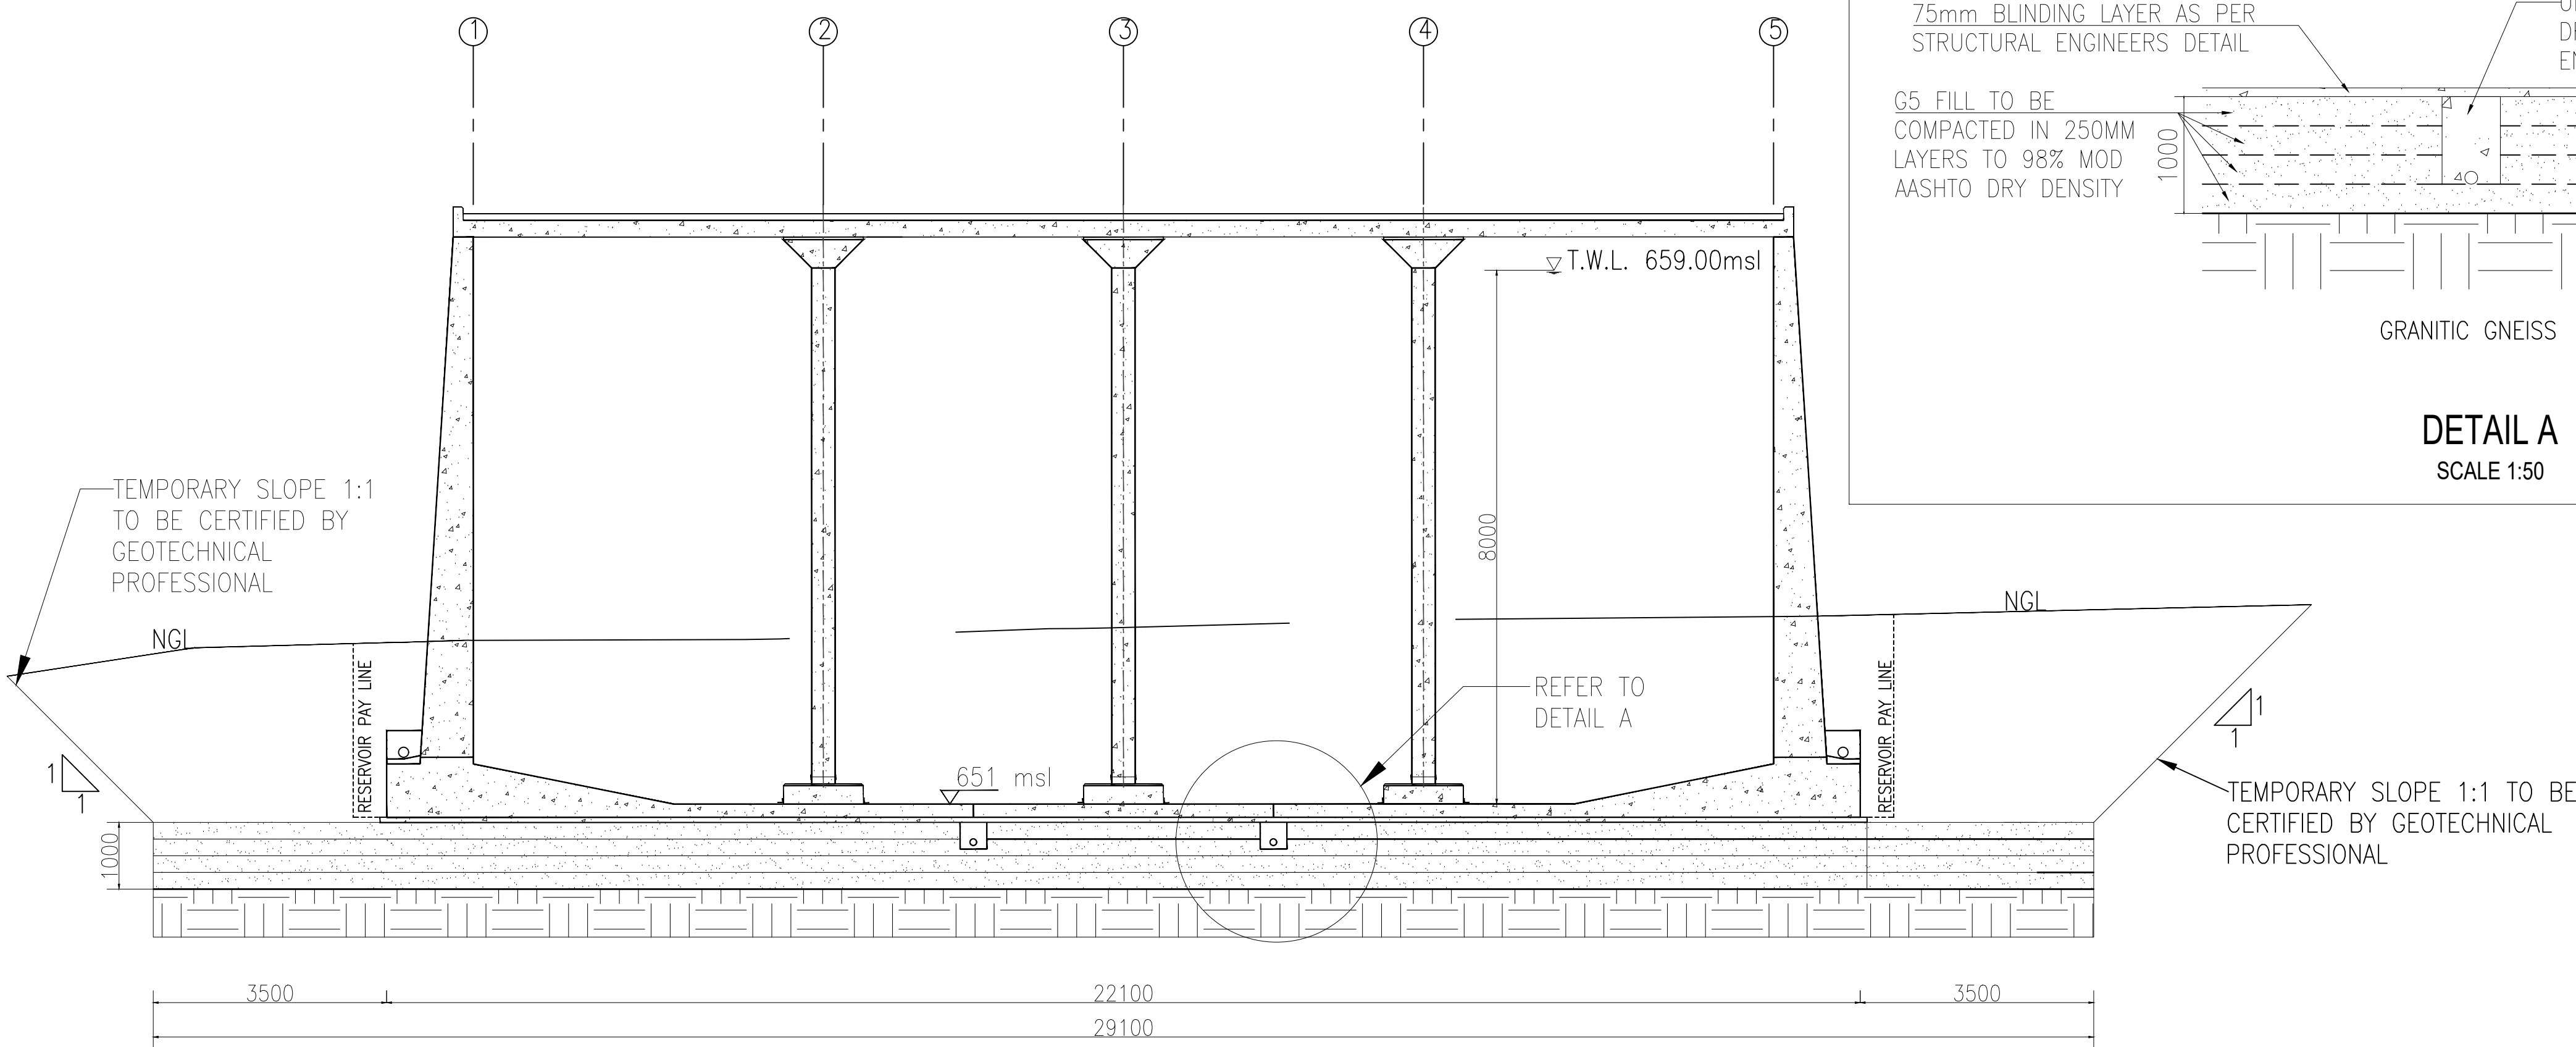 1
2
3
4
5
75mm BLINDING LAYER AS PER
STRUCTURAL ENGINEERS DETAIL
G5 FILL TO BE
COMPACTED IN 250MM
LAYERS TO 98% MOD
AASHTO DRY DENSITY
1000
GRANITIC GNEISS
DETAIL A
SCALE 1:50
T.W.L. 659.00msl
8000
TEMPORARY SLOPE 1:1
TO BE CERTIFIED BY
GEOTECHNICAL
PROFESSIONAL
NGL
NGL
RESERVOIR PAY LINE
RESERVOIR PAY LINE
REFER TO
DETAIL A
651 msl
1
1
1
1
TEMPORARY SLOPE 1:1 TO BE
CERTIFIED BY GEOTECHNICAL
PROFESSIONAL
1000
3500
22100
3500
29100